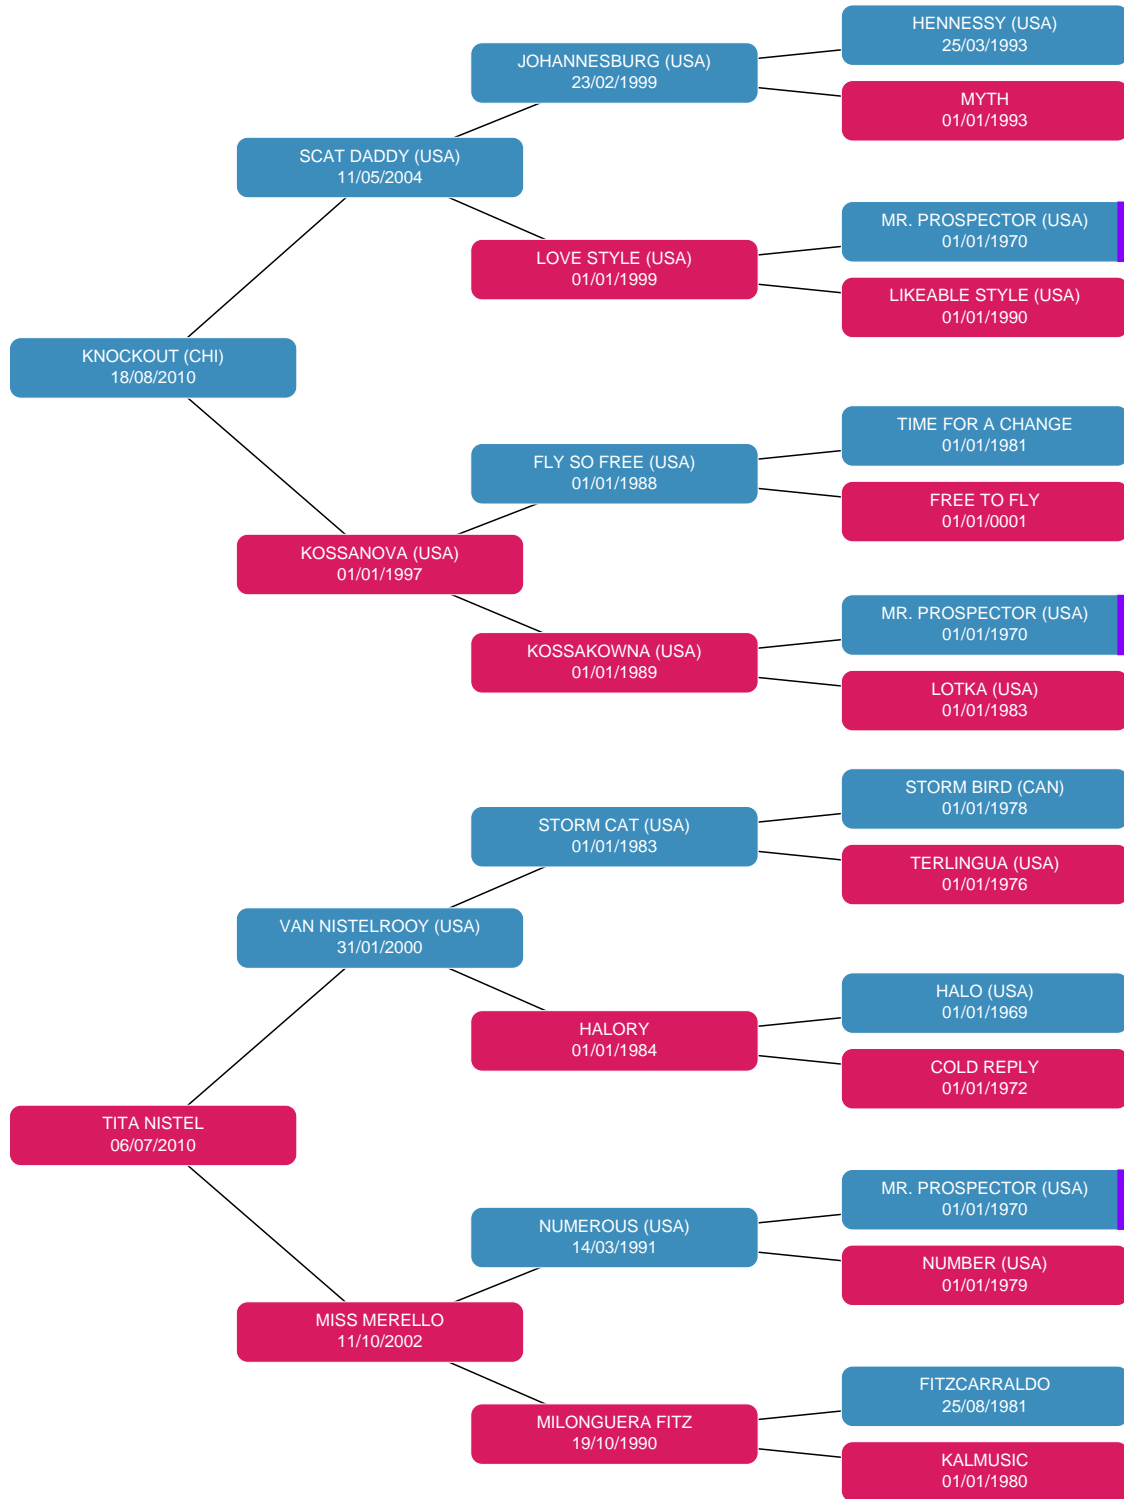 HENNESSY (USA)
25/03/1993
JOHANNESBURG (USA)
23/02/1999
MYTH
01/01/1993
SCAT DADDY (USA)
11/05/2004
MR. PROSPECTOR (USA)
01/01/1970
LOVE STYLE (USA)
01/01/1999
LIKEABLE STYLE (USA)
01/01/1990
KNOCKOUT (CHI)
18/08/2010
TIME FOR A CHANGE
01/01/1981
FLY SO FREE (USA)
01/01/1988
FREE TO FLY
01/01/0001
KOSSANOVA (USA)
01/01/1997
MR. PROSPECTOR (USA)
01/01/1970
KOSSAKOWNA (USA)
01/01/1989
LOTKA (USA)
01/01/1983
STORM BIRD (CAN)
01/01/1978
STORM CAT (USA)
01/01/1983
TERLINGUA (USA)
01/01/1976
VAN NISTELROOY (USA)
31/01/2000
HALO (USA)
01/01/1969
HALORY
01/01/1984
COLD REPLY
01/01/1972
TITA NISTEL
06/07/2010
MR. PROSPECTOR (USA)
01/01/1970
NUMEROUS (USA)
14/03/1991
NUMBER (USA)
01/01/1979
MISS MERELLO
11/10/2002
FITZCARRALDO
25/08/1981
MILONGUERA FITZ
19/10/1990
KALMUSIC
01/01/1980